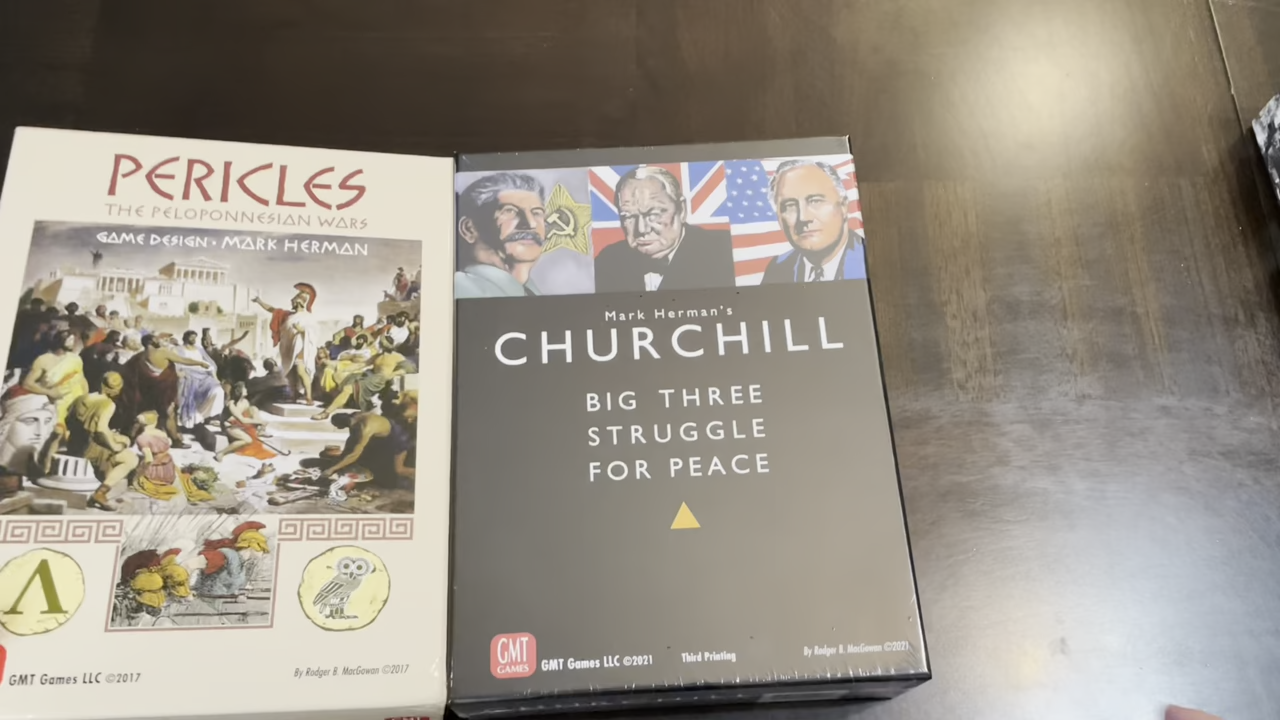 PERICLES
THE PELOPONNESIAN WARS
GAME DESIGN • MARK HERMAN
Λ
GMT Games LLC ©2017
By Rodger B. MacGowan ©2017
GMT
Mark Herman's
CHURCHILL
BIG THREE
STRUGGLE
FOR PEACE
GMT
GAMES
GMT Games LLC ©2021
Third Printing
By Rodger B. MacGowan ©2021